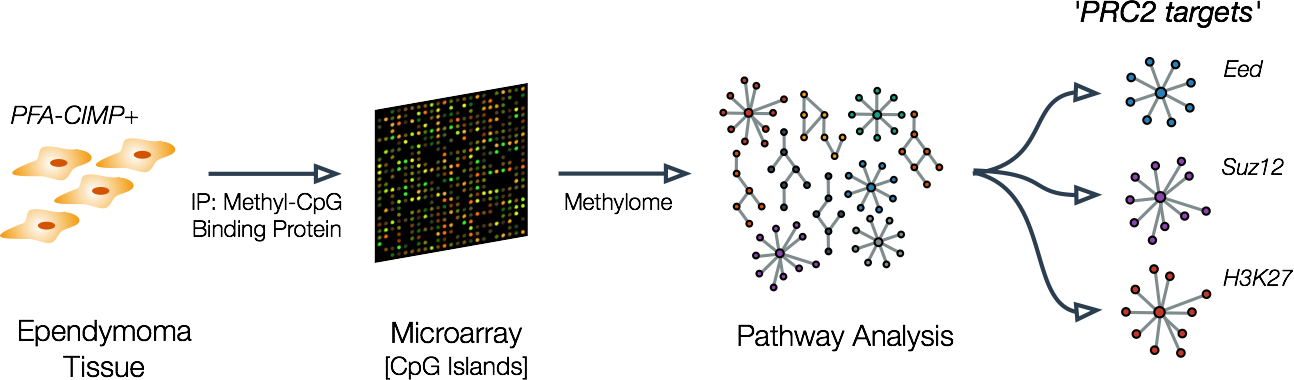 'PRC2 targets'
PFA-CIMP+
IP: Methyl-CpG
Binding Protein
Methylome
Eed
Suz12
H3K27
Ependymoma
Tissue
Microarray
[CpG Islands]
Pathway Analysis